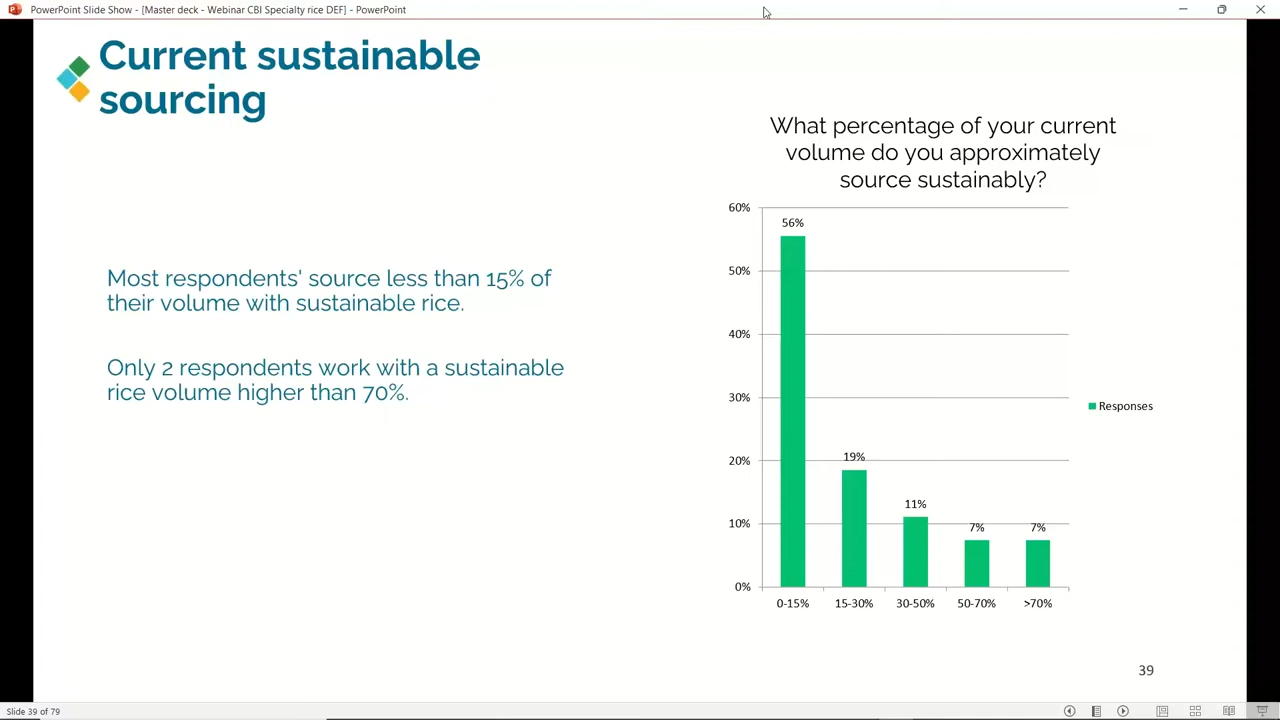 PowerPoint Slide Show - [Master deck - Webinar CBI Specialty rice DEF] - PowerPoint
Current sustainable
sourcing
Most respondents' source less than 15% of
their volume with sustainable rice.
Only 2 respondents work with a sustainable
rice volume higher than 70%.
What percentage of your current
volume do you approximately
source sustainably?
60%
50%
40%
30%
20%
10%
0%
56%
19%
11%
7%
7%
0-15%
15-30%
30-50%
50-70%
>70%
Responses
39
Slide 39 of 79